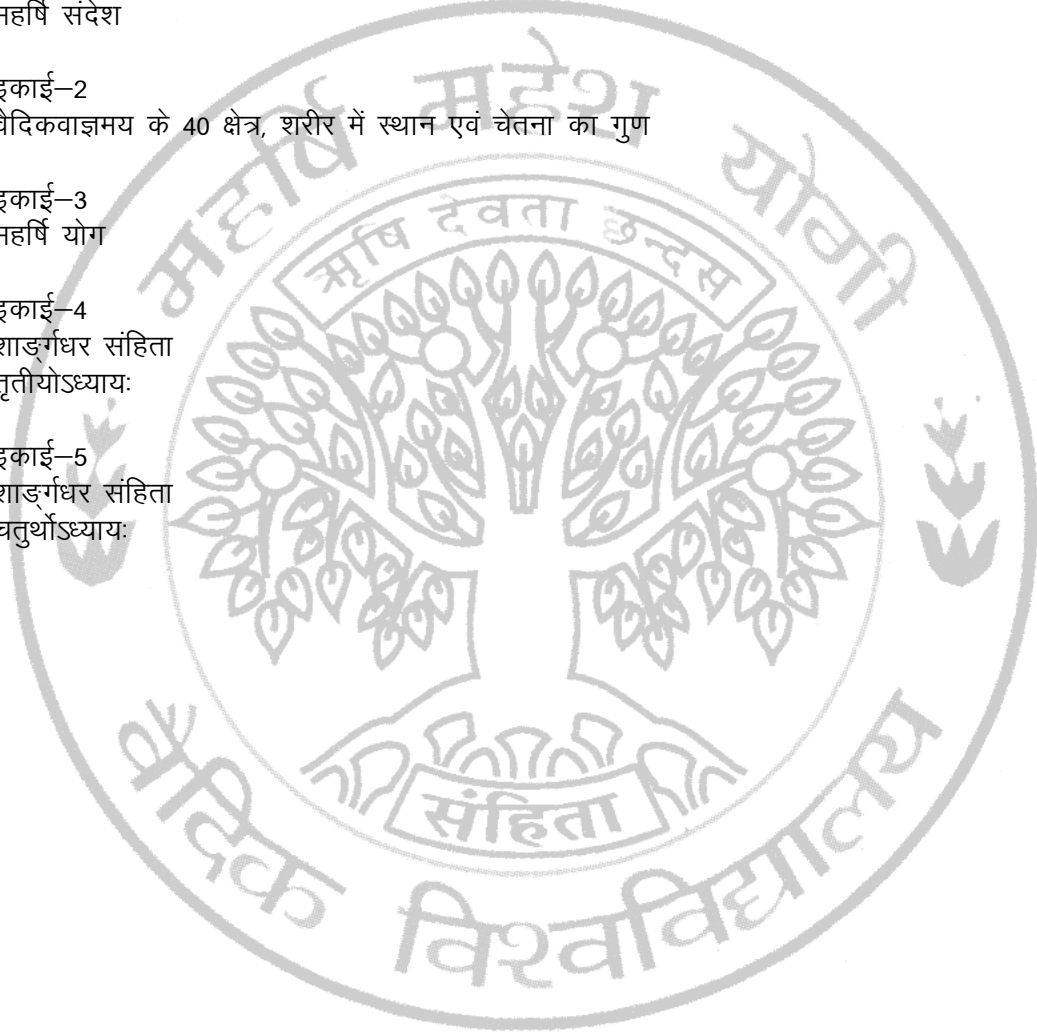 महर्षि संदेश
इकाई–2
वैदिकवाङ्मय के 40 क्षेत्र, शरीर में स्थान एवं चेतना का गुण
इकाई–3
महर्षि योग
इकाई–4
शाङ्र्गधर संहिता
तृतीयोऽध्यायः
इकाई–5
शाङ्र्गधर संहिता
चतुर्थोऽध्यायः
महर्षि महेश योगी
ऋषि देवता छन्दस
संहिता
वैदिक विश्वविद्यालय